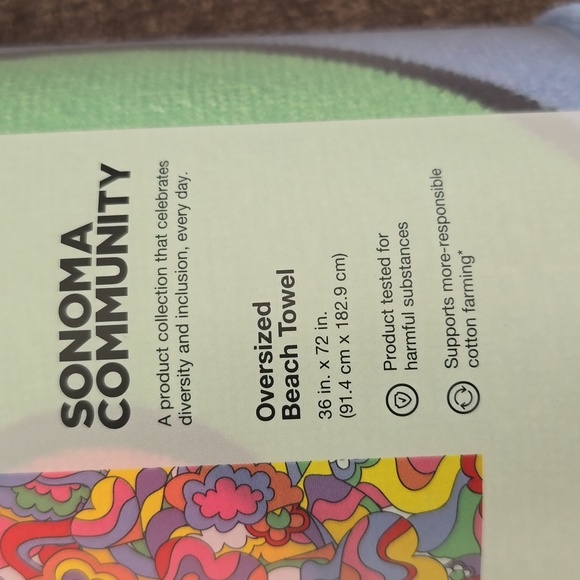 SONOMA
COMMUNITY
A product collection that celebrates
diversity and inclusion, every day.
Oversized
Beach Towel
36 in. x 72 in.
(91.4 cm x 182.9 cm)
Product tested for
harmful substances
Supports more-responsible
cotton farming*